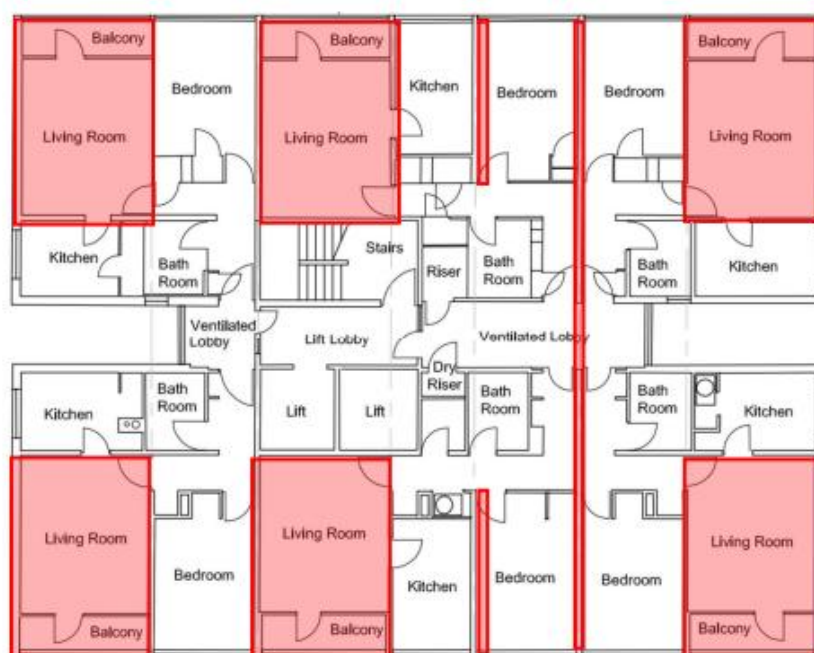 Balcony
Living Room
Bedroom
Balcony
Living Room
Kitchen
Bedroom
Bedroom
Balcony
Living Room
Kitchen
Bath
Room
Stairs
Riser
Bath
Room
Bath
Room
Kitchen
Ventilated
Lobby
Lift Lobby
Ventilated Lobby
Dry
Riser
Kitchen
Bath
Room
Lift
Lift
Bath
Room
Bath
Room
Kitchen
Living Room
Balcony
Bedroom
Living Room
Balcony
Kitchen
Bedroom
Bedroom
Living Room
Balcony